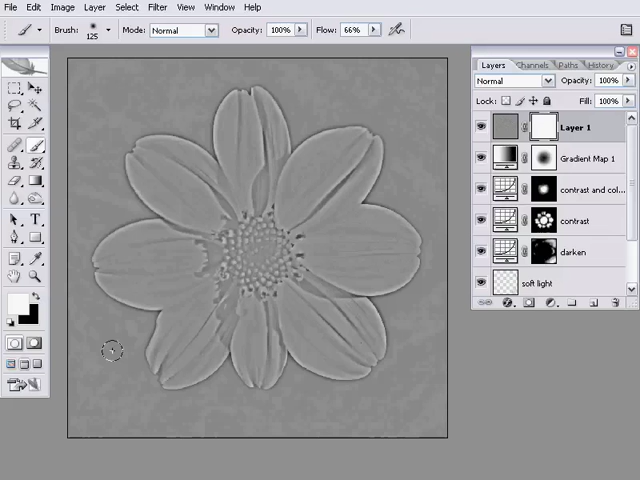 File Edit Image Layer Select Filter View Window Help
Brush: 125 Mode: Normal Opacity: 100% Flow: 66%
Layers Channels Paths History
Normal Opacity: 100%
Lock: Fill: 100%
Layer 1
Gradient Map 1
contrast and col...
contrast
darken
soft light